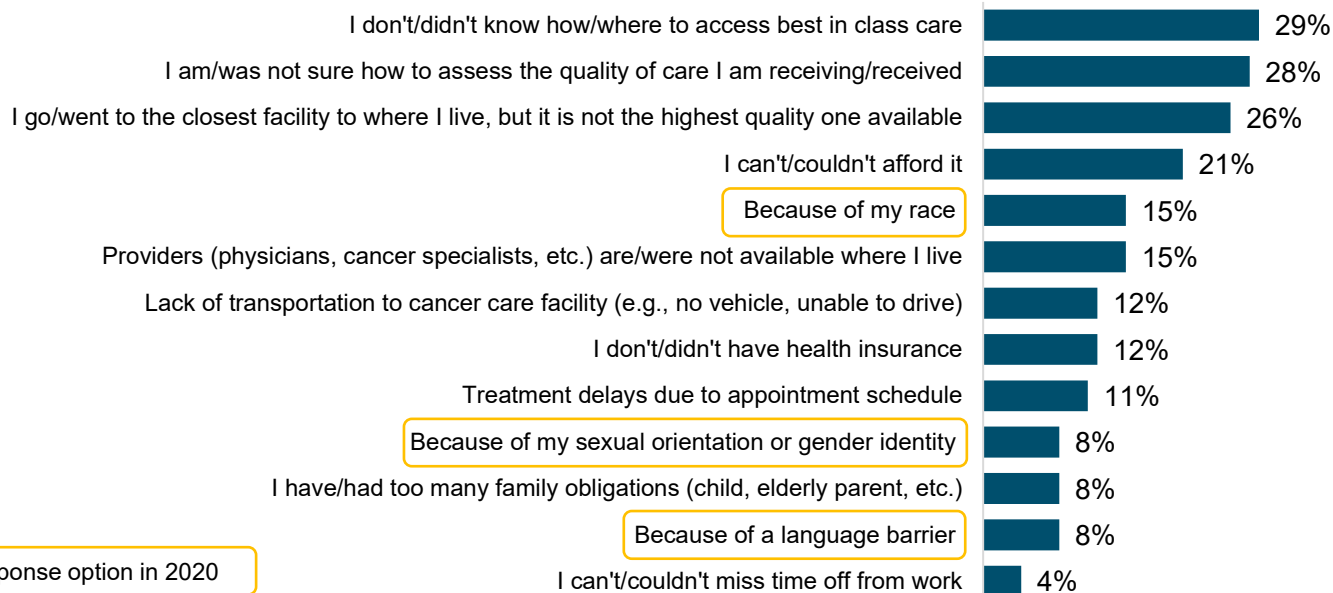 I don't/didn't know how/where to access best in class care 29%
I am/was not sure how to assess the quality of care I am receiving/received 28%
I go/went to the closest facility to where I live, but it is not the highest quality one available 26%
I can't/couldn't afford it 21%
Because of my race 15%
Providers (physicians, cancer specialists, etc.) are/were not available where I live 15%
Lack of transportation to cancer care facility (e.g., no vehicle, unable to drive) 12%
I don't/didn't have health insurance 12%
Treatment delays due to appointment schedule 11%
Because of my sexual orientation or gender identity 8%
I have/had too many family obligations (child, elderly parent, etc.) 8%
Because of a language barrier 8%
option in 2020
I can't/couldn't miss time off from work 4%